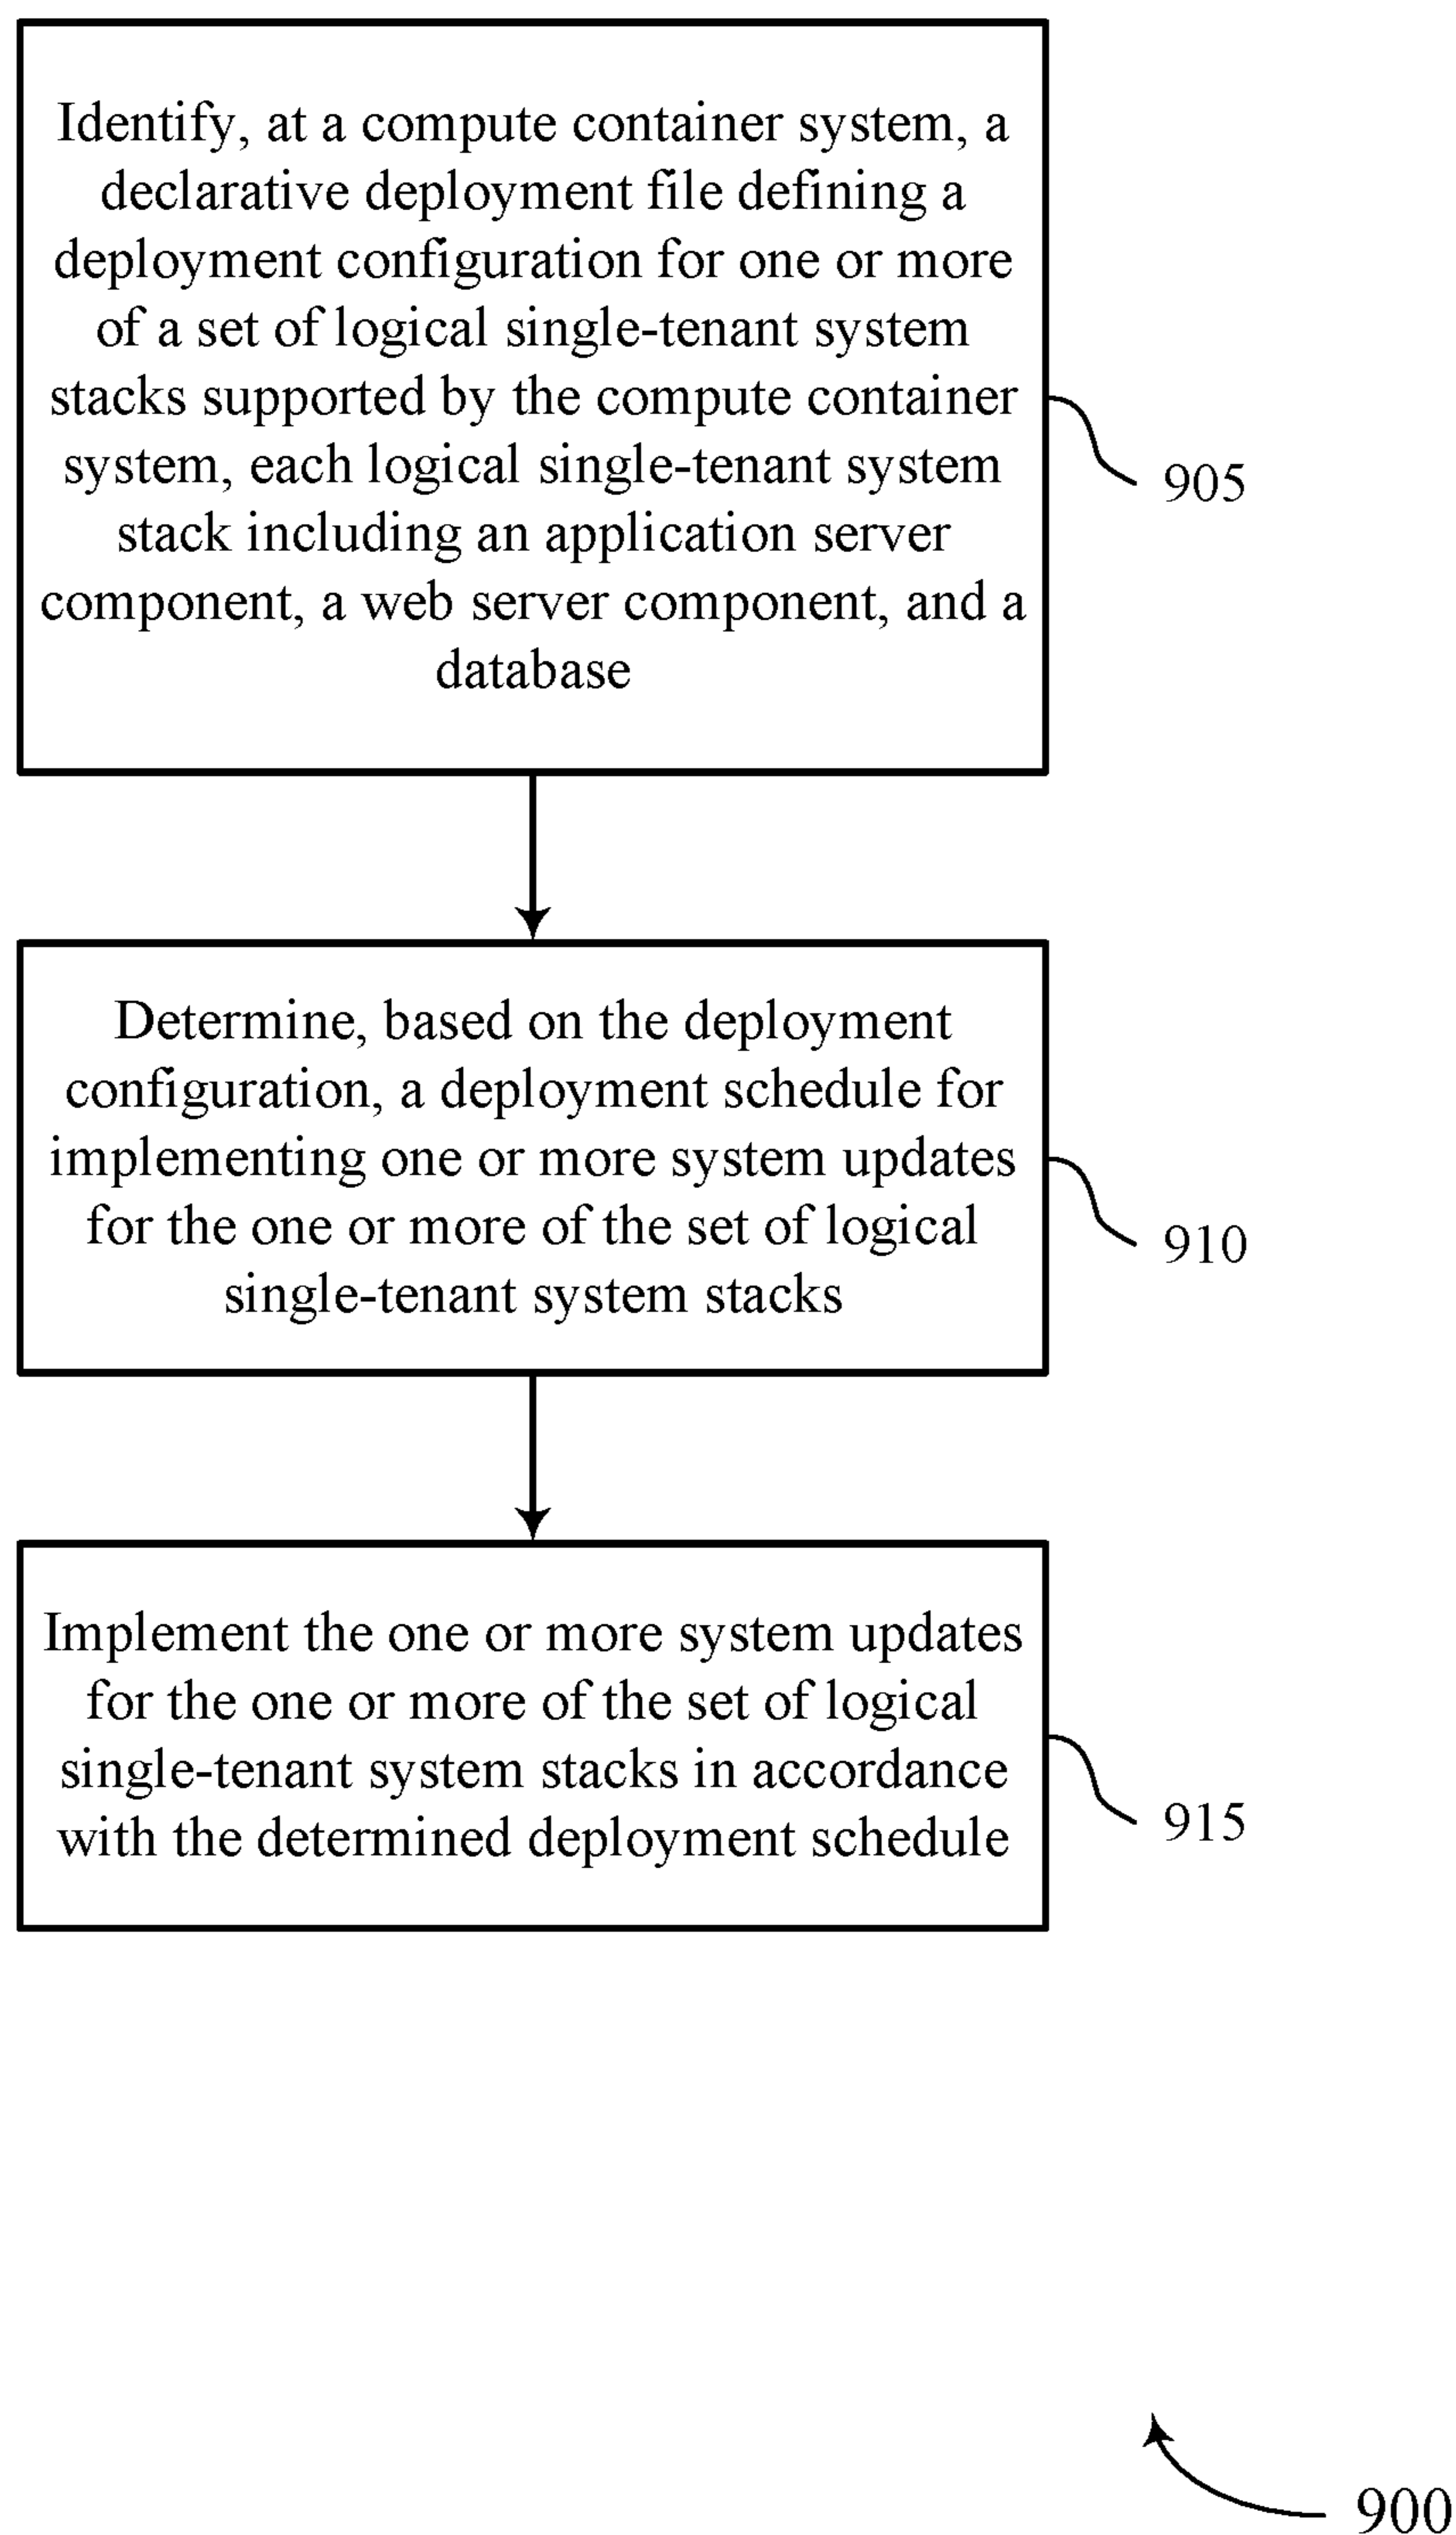 Identify, at a compute container system, a
declarative deployment file defining a
deployment configuration for one or more
of a set of logical single-tenant system
stacks supported by the compute container
system, each logical single-tenant system
stack including an application server
component, a web server component, and a
database
905
Determine, based on the deployment
configuration, a deployment schedule for
implementing one or more system updates
for the one or more of the set of logical
single-tenant system stacks
910
Implement the one or more system updates
for the one or more of the set of logical
single-tenant system stacks in accordance
with the determined deployment schedule
915
900